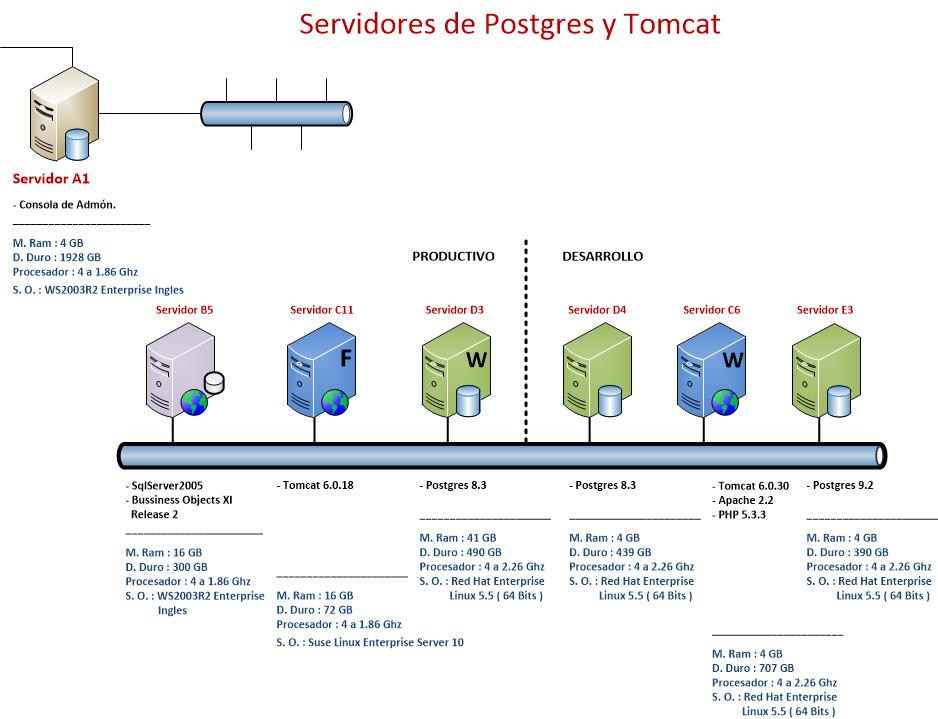 Servidores de Postgres y Tomcat
Servidor A1
- Consola de Admón.
M. Ram : 4 GB
D. Duro : 1928 GB
Procesador : 4 a 1.86 Ghz
S. O. : WS2003R2 Enterprise Ingles
PRODUCTIVO
DESARROLLO
Servidor B5
Servidor C11
Servidor D3
Servidor D4
Servidor C6
Servidor E3
F
W
W
- SqlServer2005
- Bussiness Objects XI
Release 2
M. Ram : 16 GB
D. Duro : 300 GB
Procesador : 4 a 1.86 Ghz
S. O. : WS2003R2 Enterprise
Ingles
- Tomcat 6.0.18
M. Ram : 16 GB
D. Duro : 72 GB
Procesador : 4 a 1.86 Ghz
S. O. : Suse Linux Enterprise Server 10
- Postgres 8.3
M. Ram : 41 GB
D. Duro : 490 GB
Procesador : 4 a 2.26 Ghz
S. O. : Red Hat Enterprise
Linux 5.5 ( 64 Bits )
- Postgres 8.3
M. Ram : 4 GB
D. Duro : 439 GB
Procesador : 4 a 2.26 Ghz
S. O. : Red Hat Enterprise
Linux 5.5 ( 64 Bits )
- Tomcat 6.0.30
- Apache 2.2
- PHP 5.3.3
M. Ram : 4 GB
D. Duro : 707 GB
Procesador : 4 a 2.26 Ghz
S. O. : Red Hat Enterprise
Linux 5.5 ( 64 Bits )
- Postgres 9.2
M. Ram : 4 GB
D. Duro : 390 GB
Procesador : 4 a 2.26 Ghz
S. O. : Red Hat Enterprise
Linux 5.5 ( 64 Bits )